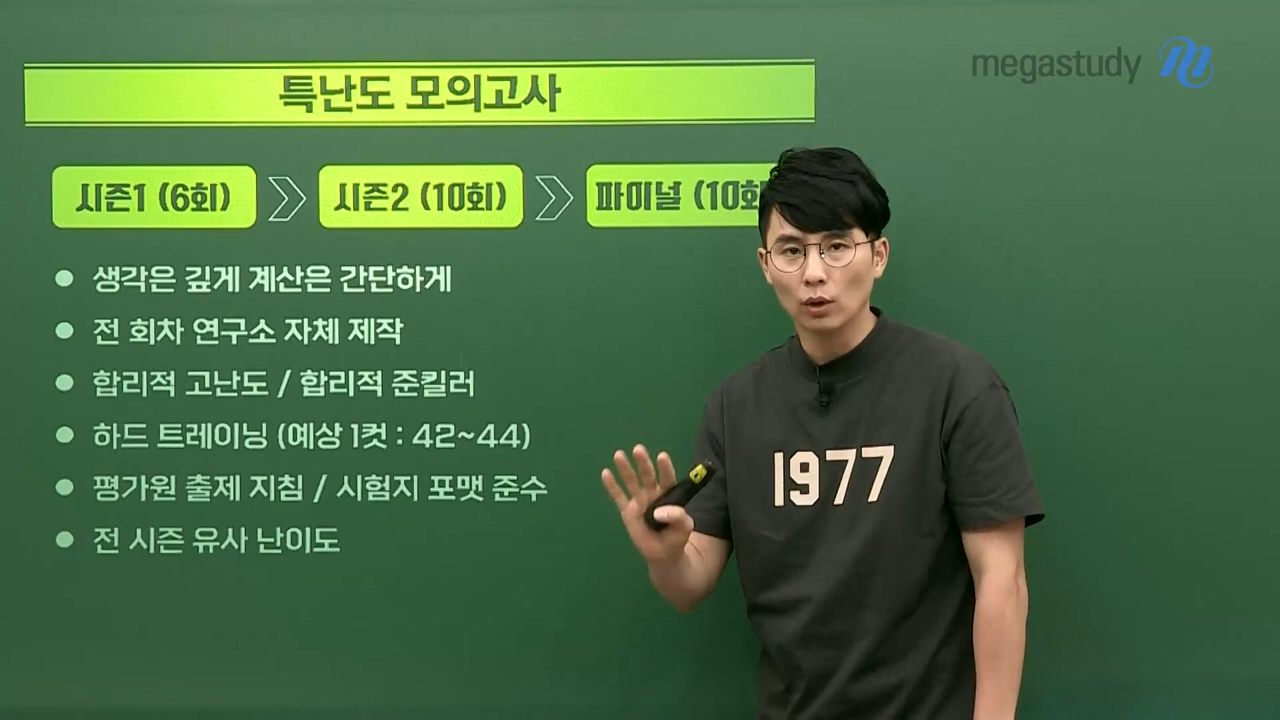 megastudy
특난도 모의고사
시즌1 (6회)
시즌2 (10회)
파이널 (10회
생각은 깊게 계산은 간단하게
전 회차 연구소 자체 제작
합리적 고난도 / 합리적 준킬러
하드 트레이닝 (예상 1컷 : 42~44)
평가원 출제 지침 / 시험지 포맷 준수
전 시즌 유사 난이도
1977